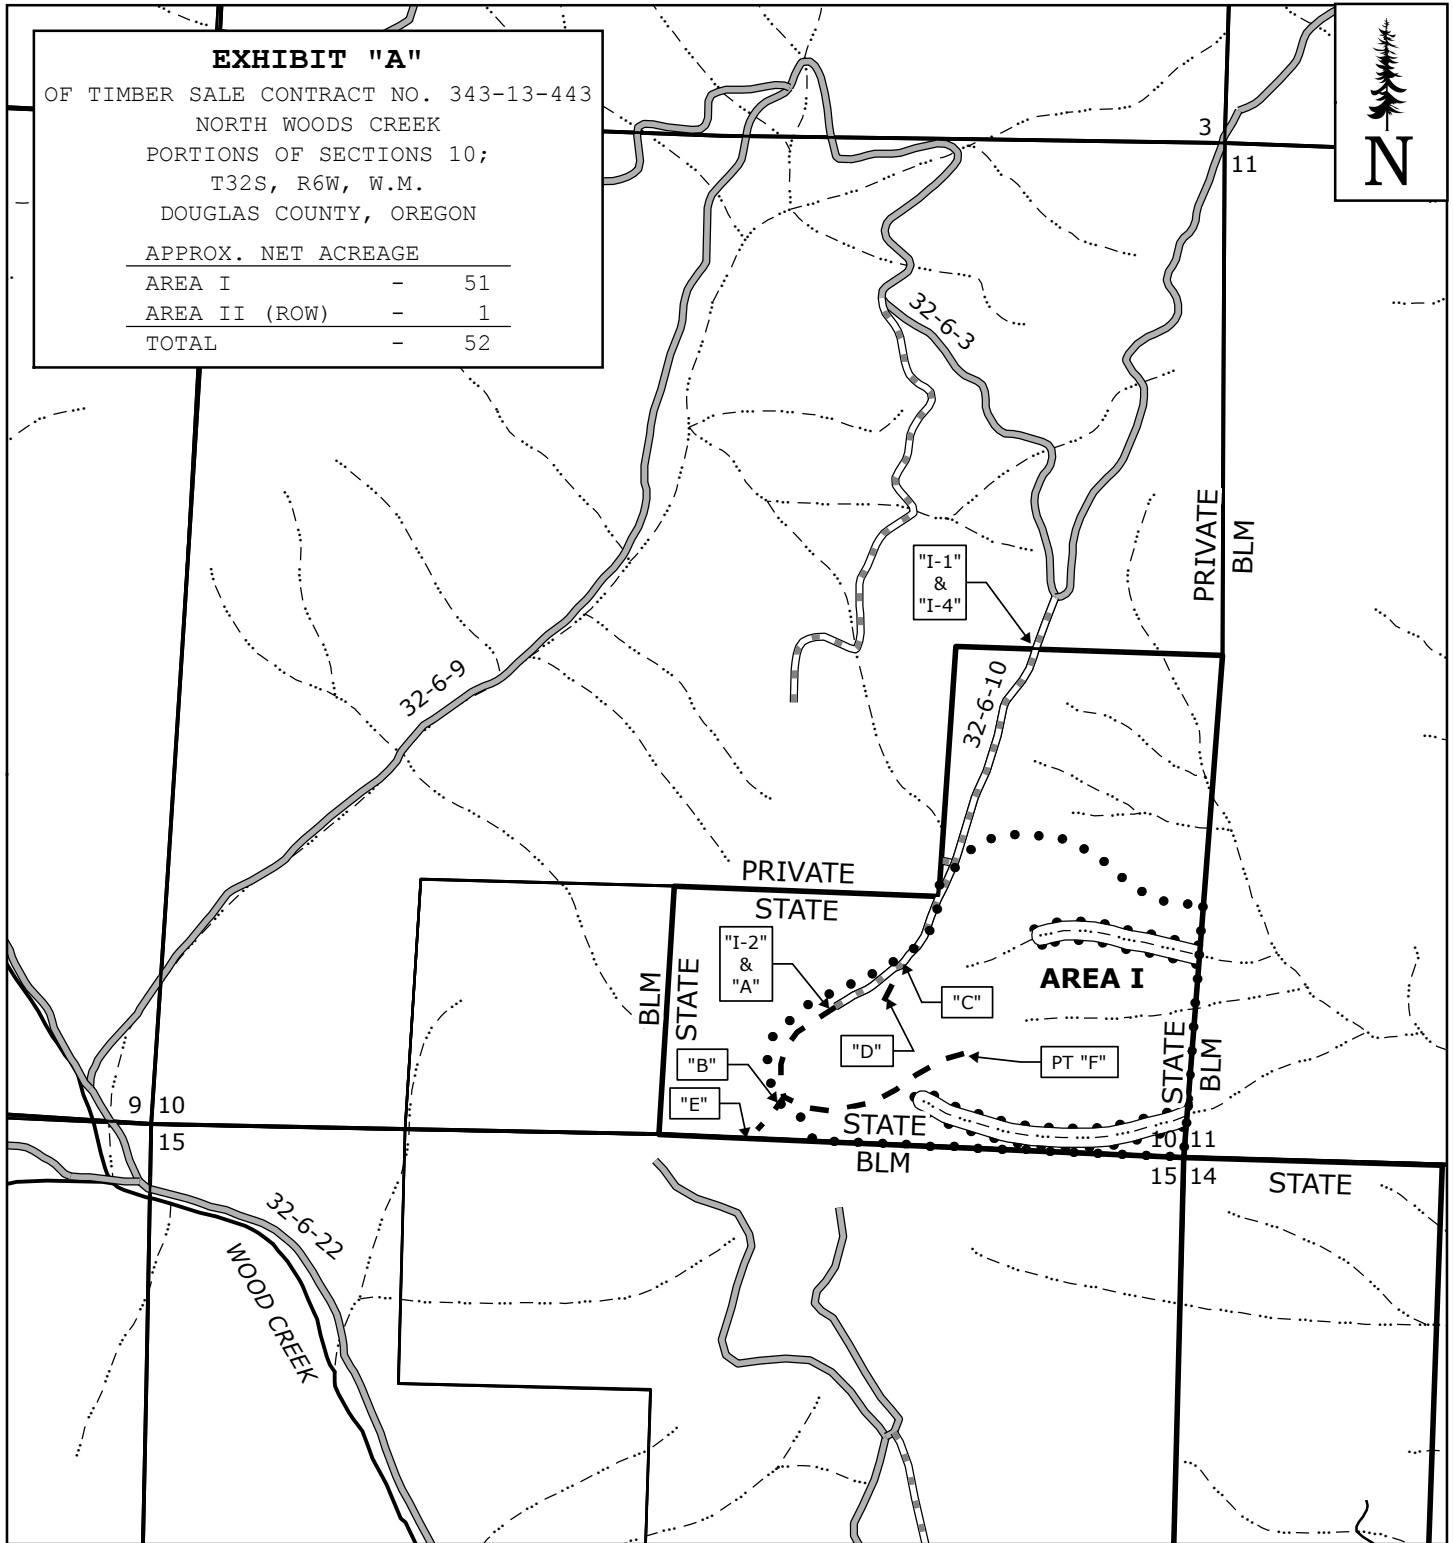 EXHIBIT "A"
OF TIMBER SALE CONTRACT NO. 343-13-443
NORTH WOODS CREEK
PORTIONS OF SECTIONS 10;
T32S, R6W, W.M.
DOUGLAS COUNTY, OREGON
APPROX. NET ACREAGE
AREA I - 51
AREA II (ROW) - 1
TOTAL - 52
N
3
11
32-6-3
PRIVATE
BLM
"I-1"
&
"I-4"
32-6-9
32-6-10
PRIVATE
STATE
"I-2"
&
"A"
BLM
STATE
AREA I
"C"
"D"
PT "F"
STATE
BLM
"B"
"E"
9 10
15
STATE
BLM
10 11
15 14
STATE
32-6-22
WOOD CREEK